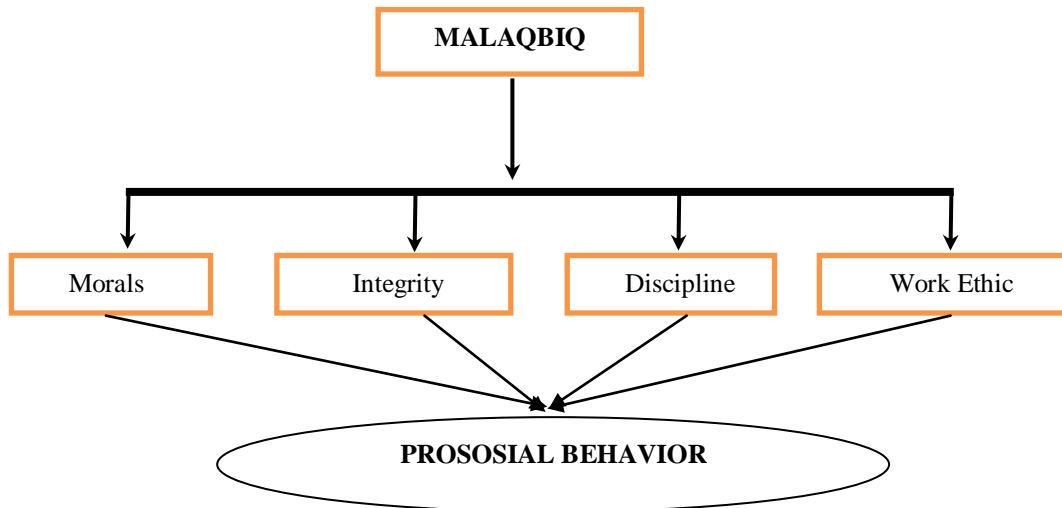 MALAQBIQ
Morals
Integrity
Discipline
Work Ethic
PROSOSIAL BEHAVIOR